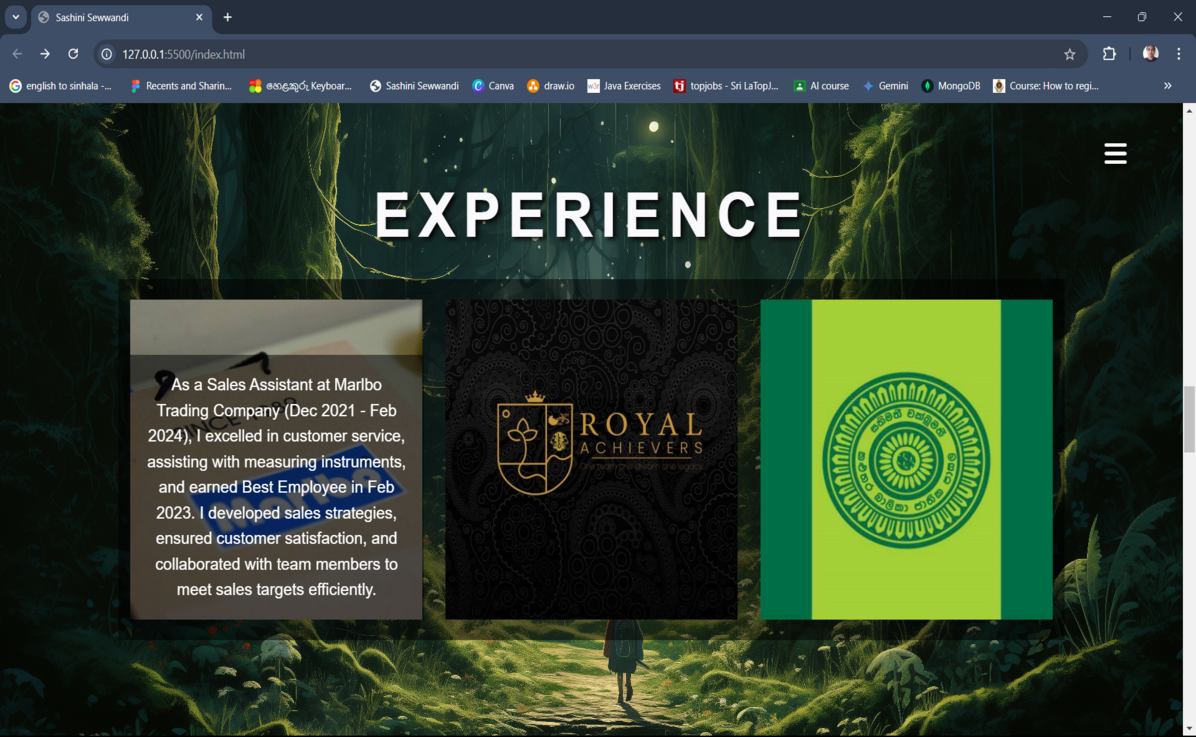 Sashini Sewwandi
127.0.0.1:5500/index.html
english to sinhala -...
Recents and Sharin...
හෙළකුරු Keyboar...
Sashini Sewwandi
Canva
draw.io
Java Exercises
topjobs - Sri LaTopJ...
AI course
Gemini
MongoDB
Course: How to regi...
EXPERIENCE
As a Sales Assistant at Marlbo
Trading Company (Dec 2021 - Feb
2024), I excelled in customer service,
assisting with measuring instruments,
and earned Best Employee in Feb
2023. I developed sales strategies,
ensured customer satisfaction, and
collaborated with team members to
meet sales targets efficiently.
Marlbo
ROYAL
ACHIEVERS